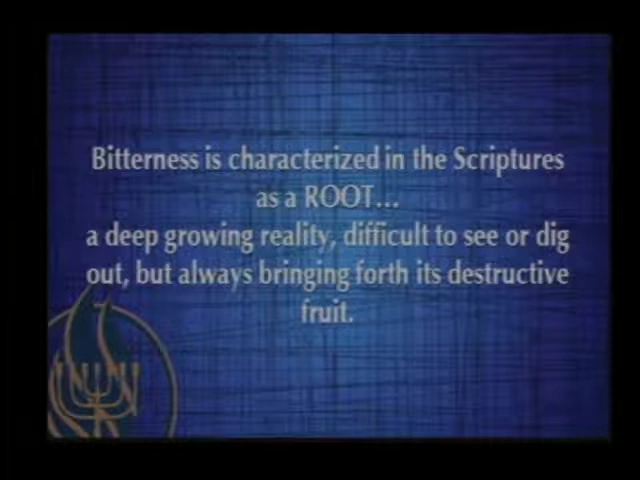 Bitterness is characterized in the Scriptures
as a ROOT...
a deep growing reality, difficult to see or dig
out, but always bringing forth its destructive
fruit.